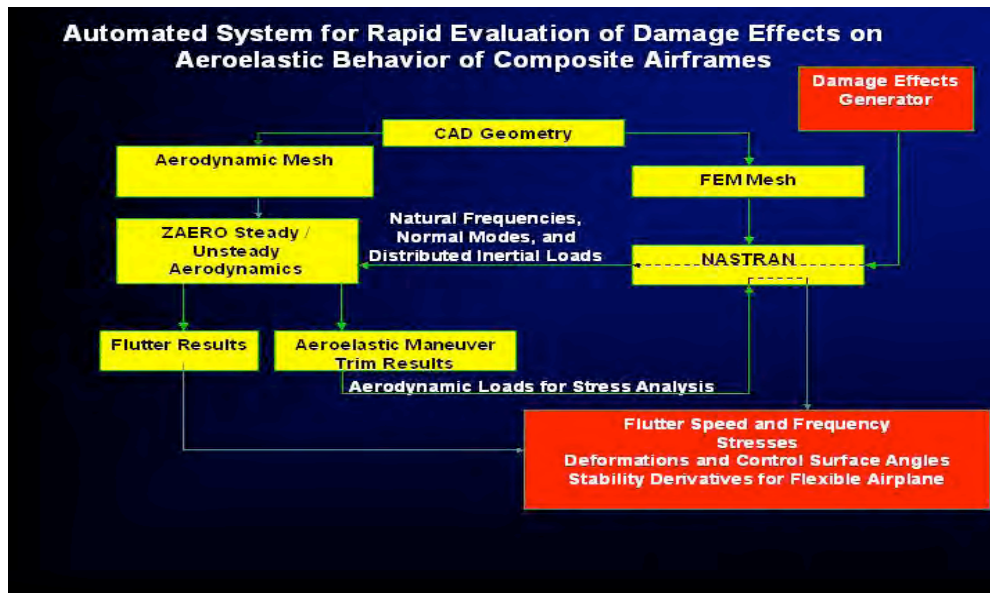 Automated System for Rapid Evaluation of Damage Effects on
Aeroelastic Behavior of Composite Airframes
Damage Effects
Generator
CAD Geometry
Aerodynamic Mesh
FEM Mesh
Natural Frequencies,
Normal Modes, and
Distributed Inertial Loads
ZAERO Steady /
Unsteady
Aerodynamics
NASTRAN
Flutter Results
Aeroelastic Maneuver
Trim Results
Aerodynamic Loads for Stress Analysis
Flutter Speed and Frequency
Stresses
Deformations and Control Surface Angles
Stability Derivatives for Flexible Airplane